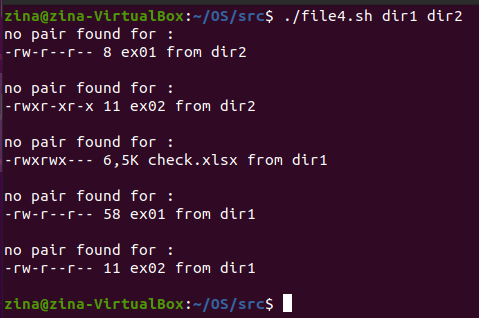 zina@zina-VirtualBox:~/OS/src$ ./file4.sh dir1 dir2
no pair found for :
-rw-r--r-- 8 ex01 from dir2
no pair found for :
-rwxr-xr-x 11 ex02 from dir2
no pair found for :
-rwxrwx--- 6,5K check.xlsx from dir1
no pair found for :
-rw-r--r-- 58 ex01 from dir1
no pair found for :
-rw-r--r-- 11 ex02 from dir1
zina@zina-VirtualBox:~/OS/src$